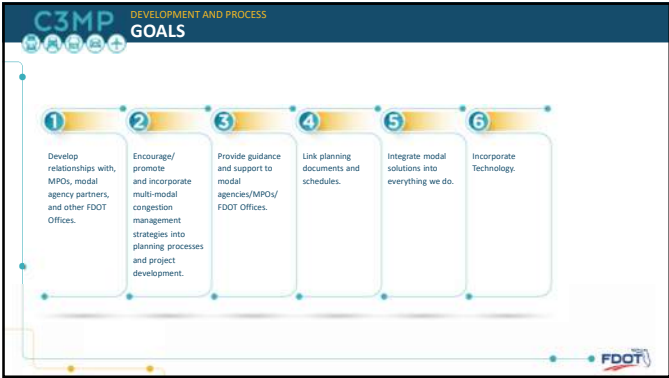 C3MP
DEVELOPMENT AND PROCESS
GOALS
1
Develop
relationships with,
MPOs, modal
agency partners,
and other FDOT
Offices.
2
Encourage/
promote
and incorporate
multi-modal
congestion
management
strategies into
planning processes
and project
development.
3
Provide guidance
and support to
modal
agencies/MPOs/
FDOT Offices.
4
Link planning
documents and
schedules.
5
Integrate modal
solutions into
everything we do.
6
Incorporate
Technology.
FDOT